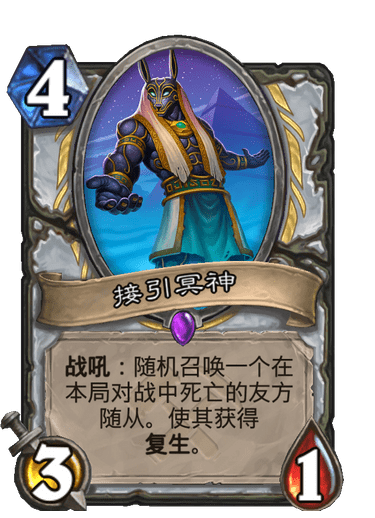 4
接引冥神
战吼：随机召唤一个在
本局对战中死亡的友方
随从。使其获得
复生。
3
1